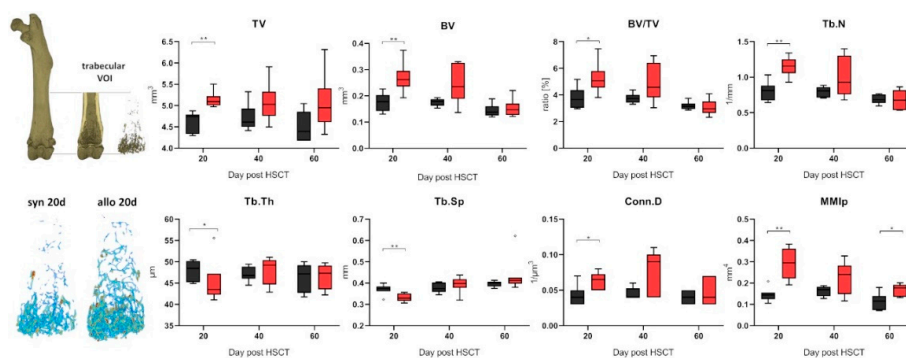 trabecular
VOI
TV
mm³
6.5
6.0
5.5
5.0
4.5
4.0
**
20
40
60
Day post HSCT
BV
mm³
0.4
0.3
0.2
0.1
0.0
**
20
40
60
Day post HSCT
BV/TV
ratio [%]
8
6
4
2
0
*
20
40
60
Day post HSCT
Tb.N
1/mm
2.0
1.5
1.0
0.5
0.0
**
20
40
60
Day post HSCT
syn 20d
allo 20d
Tb.Th
µm
60
55
50
45
40
35
*
20
40
60
Day post HSCT
Tb.Sp
mm
0.7
0.6
0.5
0.4
0.3
0.2
**
20
40
60
Day post HSCT
Conn.D
1/µm³
0.15
0.10
0.05
0.00
*
20
40
60
Day post HSCT
MMIp
mm⁴
0.5
0.4
0.3
0.2
0.1
0.0
**
*
20
40
60
Day post HSCT